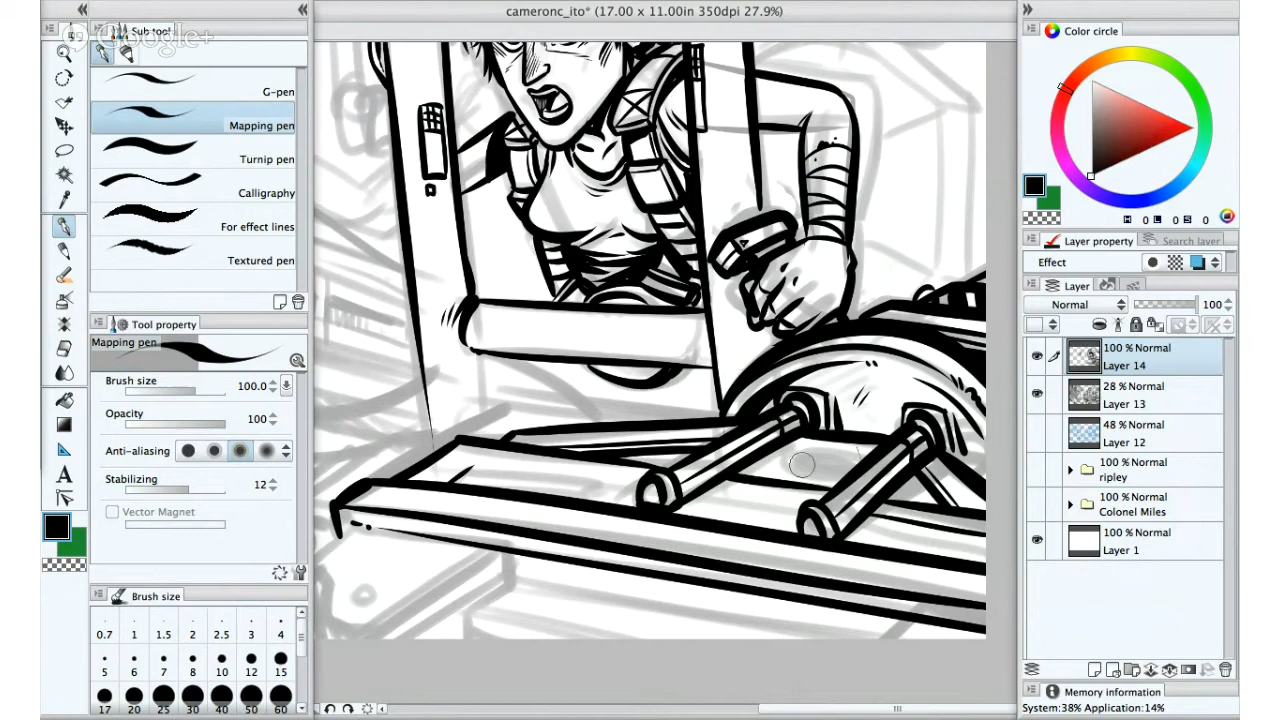 cameronc_ito* (17.00 x 11.00in 350dpi 27.9%)
Google+
Sub tool
G-pen
Mapping pen
Turnip pen
Calligraphy
For effect lines
Textured pen
Tool property
Mapping pen
Brush size 100.0
Opacity 100
Anti-aliasing
Stabilizing 12
Vector Magnet
Brush size
0.7 1 1.5 2 2.5 3 4
5 6 7 8 10 12 15
17 20 25 30 40 50 60
Color circle
H 0 L 0 S 0
Layer property Search layer
Effect
Layer
Normal 100
100 % Normal
Layer 14
28 % Normal
Layer 13
48 % Normal
Layer 12
100 % Normal
ripley
100 % Normal
Colonel Miles
100 % Normal
Layer 1
Memory information
System:38% Application:14%